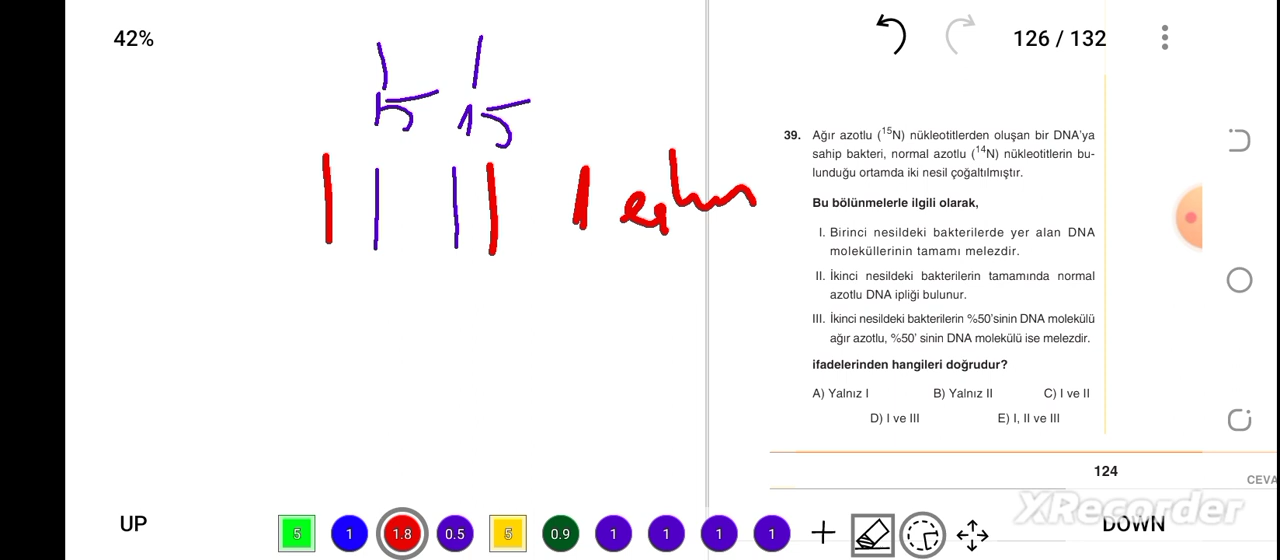 42%
126 / 132
15 15
39. Ağır azotlu (¹⁵N) nükleotitlerden oluşan bir DNA'ya
sahip bakteri, normal azotlu (¹⁴N) nükleotitlerin bu-
lunduğu ortamda iki nesil çoğaltılmıştır.
Bu bölünmelerle ilgili olarak,
I. Birinci nesildeki bakterilerde yer alan DNA
moleküllerinin tamamı melezdir.
II. İkinci nesildeki bakterilerin tamamında normal
azotlu DNA ipliği bulunur.
III. İkinci nesildeki bakterilerin %50'sinin DNA molekülü
ağır azotlu, %50' sinin DNA molekülü ise melezdir.
ifadelerinden hangileri doğrudur?
A) Yalnız I B) Yalnız II C) I ve II
D) I ve III E) I, II ve III
124
CEVA
XRecorder
UP
5 1 1.8 0.5 5 0.9 1 1 1 1
DOWN